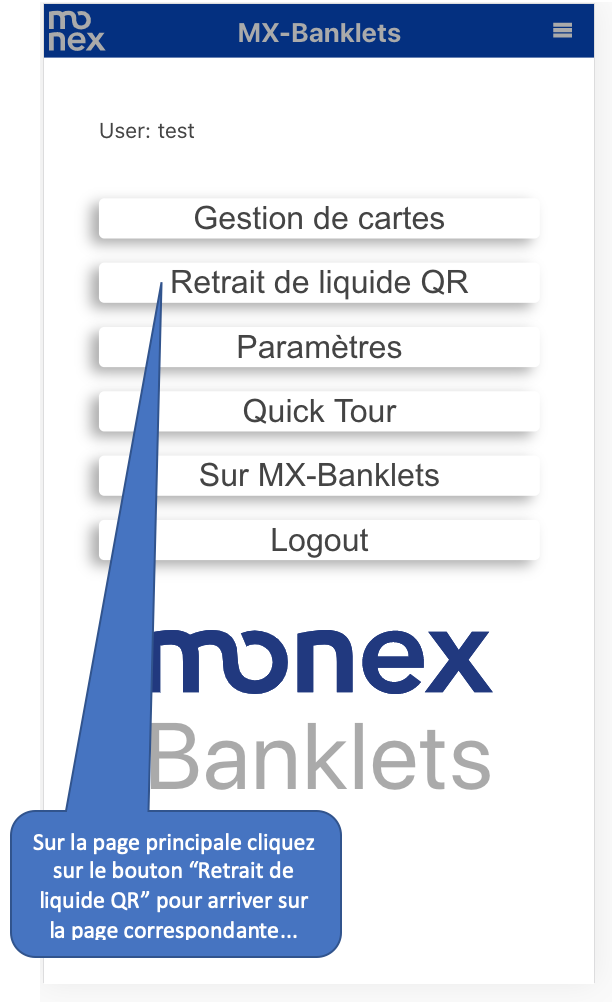 monex
MX-Banklets
User: test
Gestion de cartes
Retrait de liquide QR
Paramètres
Quick Tour
Sur MX-Banklets
Logout
monex
Banklets
Sur la page principale cliquez
sur le bouton “Retrait de
liquide QR” pour arriver sur
la page correspondante...